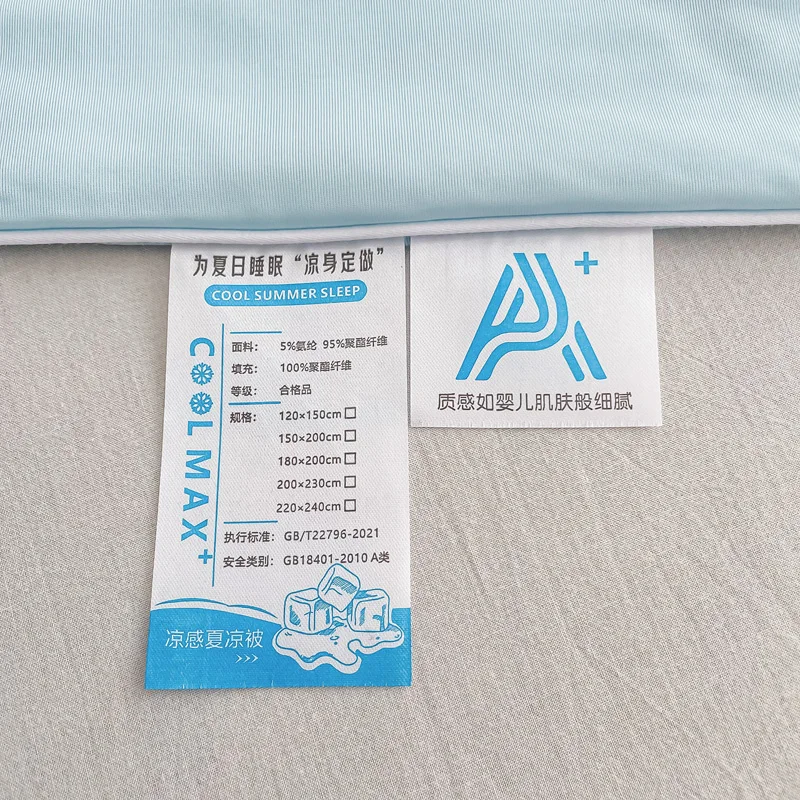 为夏日睡眠“凉身定做”
COOL SUMMER SLEEP
COOLMAX+
面料： 5%氨纶 95%聚酯纤维
填充： 100%聚酯纤维
等级： 合格品
规格： 120×150cm□
150×200cm□
180×200cm□
200×230cm□
220×240cm□
执行标准： GB/T22796-2021
安全类别： GB18401-2010 A类
凉感夏凉被
>>>
A+
质感如婴儿肌肤般细腻